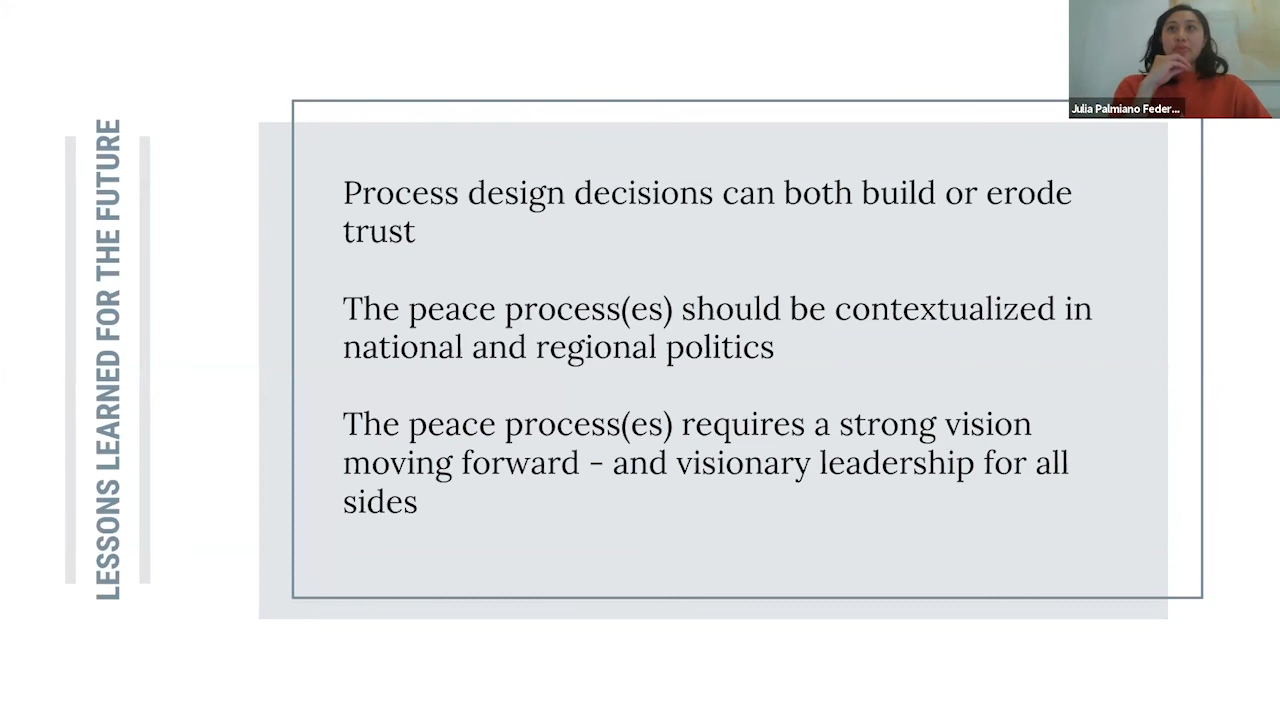 LESSONS LEARNED FOR THE FUTURE
Process design decisions can both build or erode
trust
The peace process(es) should be contextualized in
national and regional politics
The peace process(es) requires a strong vision
moving forward - and visionary leadership for all
sides
Julia Palmiano Feder...